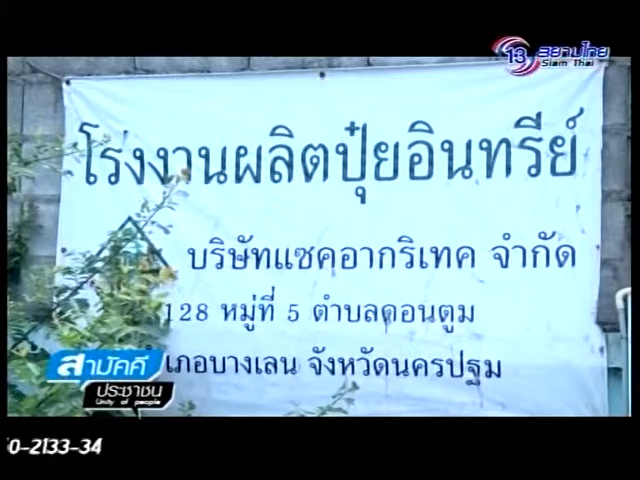 13 สยามไทย
Siam Thai
โรงงานผลิตปุ๋ยอินทรีย์
บริษัทแซคอากริเทค จำกัด
128 หมู่ที่ 5 ตำบลดอนตูม
เภอบางเลน จังหวัดนครปฐม
สามัคคี
ประชาชน
Unity of people
0-2133-34